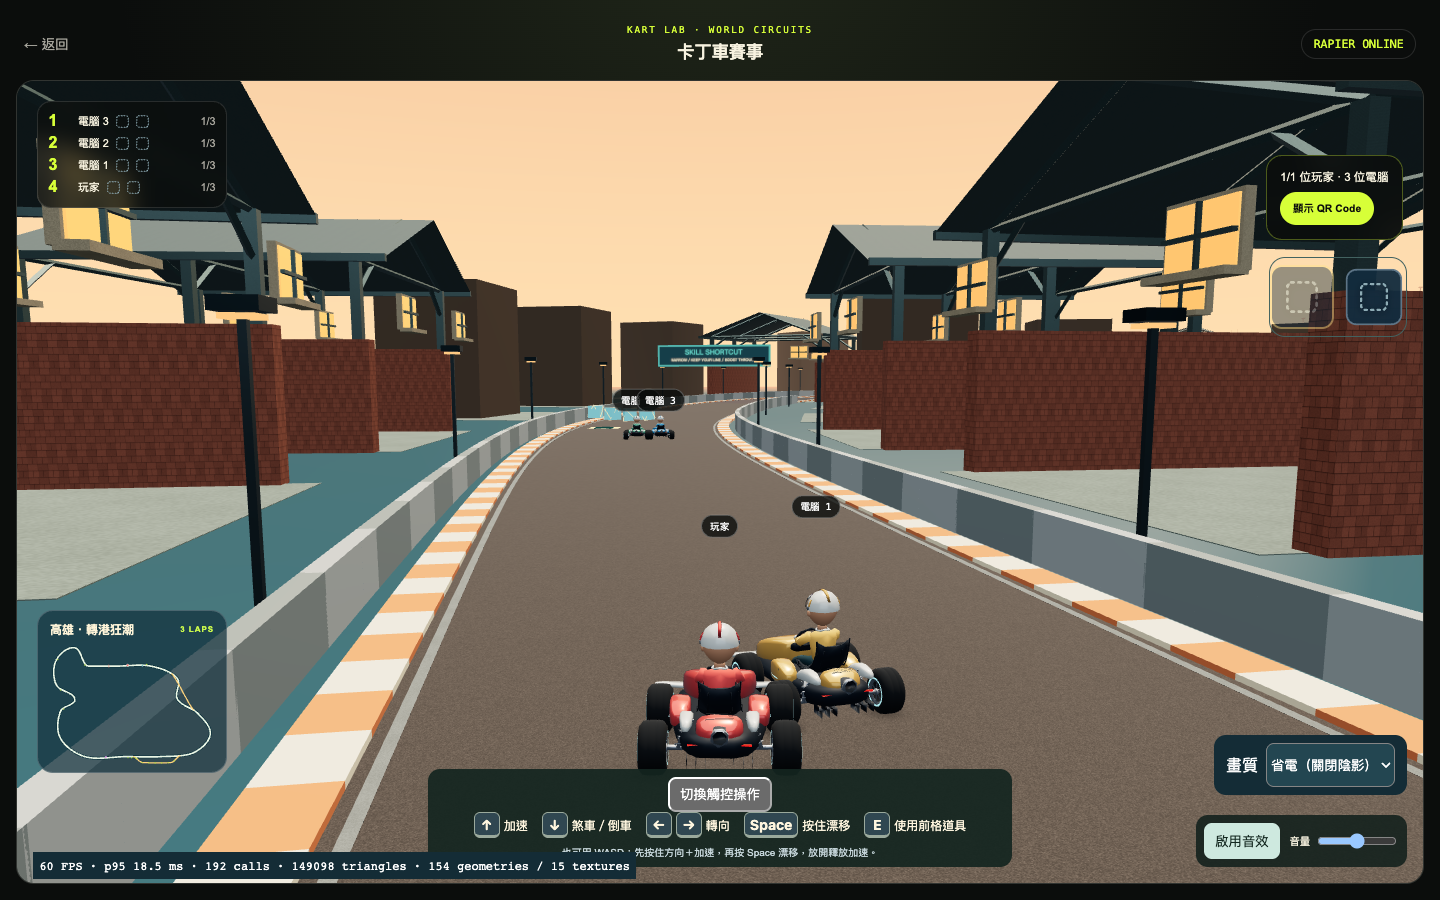 ← 返回
KART LAB · WORLD CIRCUITS
卡丁車賽事
RAPIER ONLINE
1 電腦 3 1/3
2 電腦 2 1/3
3 電腦 1 1/3
4 玩家 1/3
1/1 位玩家 · 3 位電腦
顯示 QR Code
SKILL SHORTCUT
電腦 3
電腦 1
玩家
高雄 · 轉港狂潮 3 LAPS
畫質 省電（關閉陰影）
切換觸控操作
↑ 加速 ↓ 煞車 / 倒車 ← → 轉向 Space 按住漂移 E 使用前格道具
也可用 WASD：先按住方向＋加速，再按 Space 漂移，放開釋放加速。
啟用音效 音量
60 FPS · p95 18.5 ms · 192 calls · 149098 triangles · 154 geometries / 15 textures